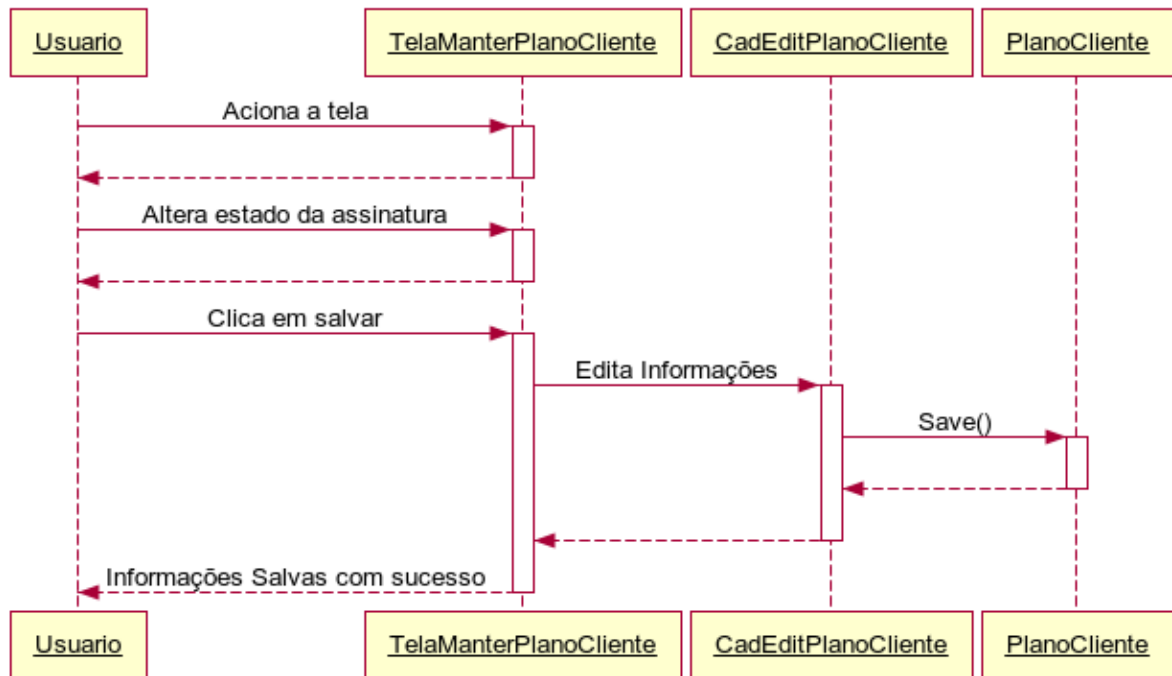 Usuario
TelaManterPlanoCliente
CadEditPlanoCliente
PlanoCliente
Aciona a tela
Altera estado da assinatura
Clica em salvar
Edita Informações
Save()
Informações Salvas com sucesso
Usuario
TelaManterPlanoCliente
CadEditPlanoCliente
PlanoCliente